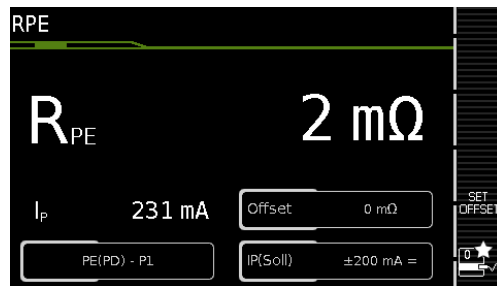 RPE
RPE 2 mΩ
IP 231 mA
Offset 0 mΩ
SET
OFFSET
PE(PD) - P1
IP(Soll) ±200 mA =
0